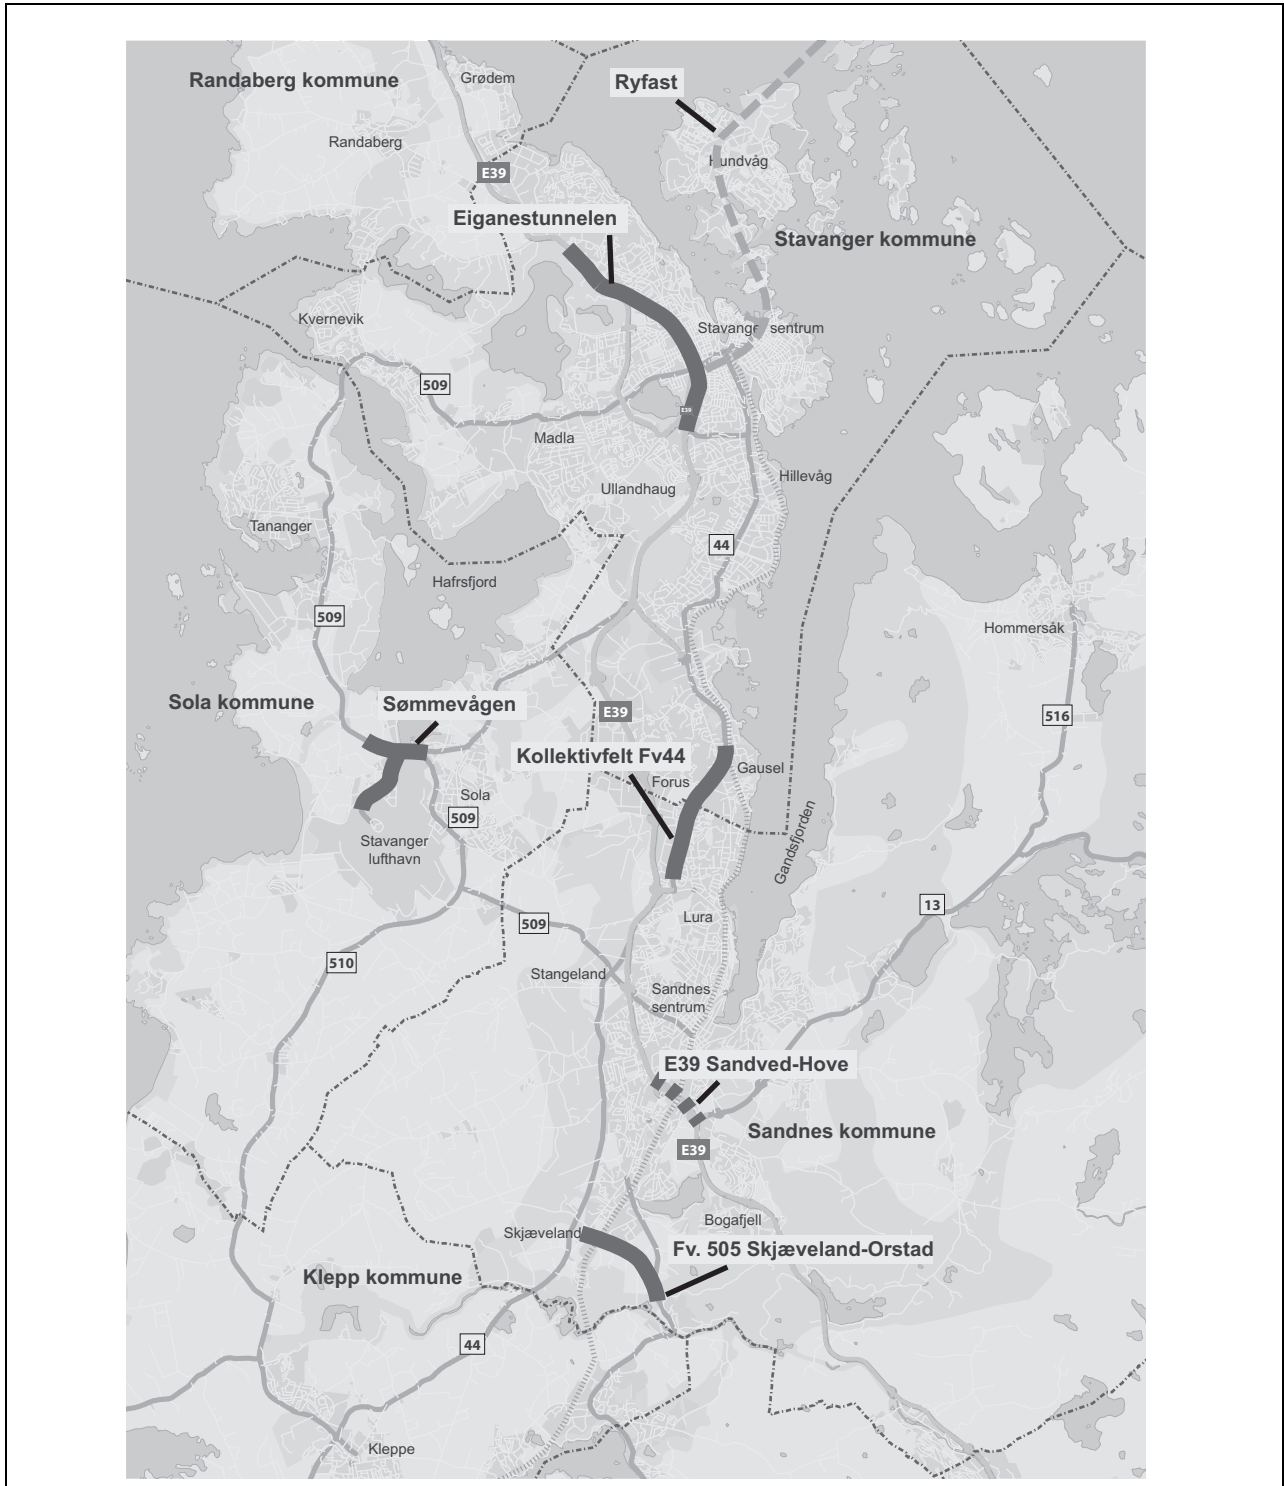 Randaberg kommune
Grødem
Ryfast
Randaberg
Hundvåg
E39
Eiganestunnelen
Stavanger kommune
Kvernevik
Stavanger sentrum
509
E39
Madla
Hillevåg
Ullandhaug
Tananger
44
Hafrsfjord
509
Hommersåk
Sola kommune
Sømmevågen
E39
516
Kollektivfelt Fv44
Gausel
Forus
Sola
509
Gandsfjorden
Stavanger
lufthavn
13
Lura
509
510
Stangeland
Sandnes
sentrum
E39 Sandved-Hove
Sandnes kommune
E39
Bogafjell
Skjæveland
Fv. 505 Skjæveland-Orstad
Klepp kommune
44
Kleppe